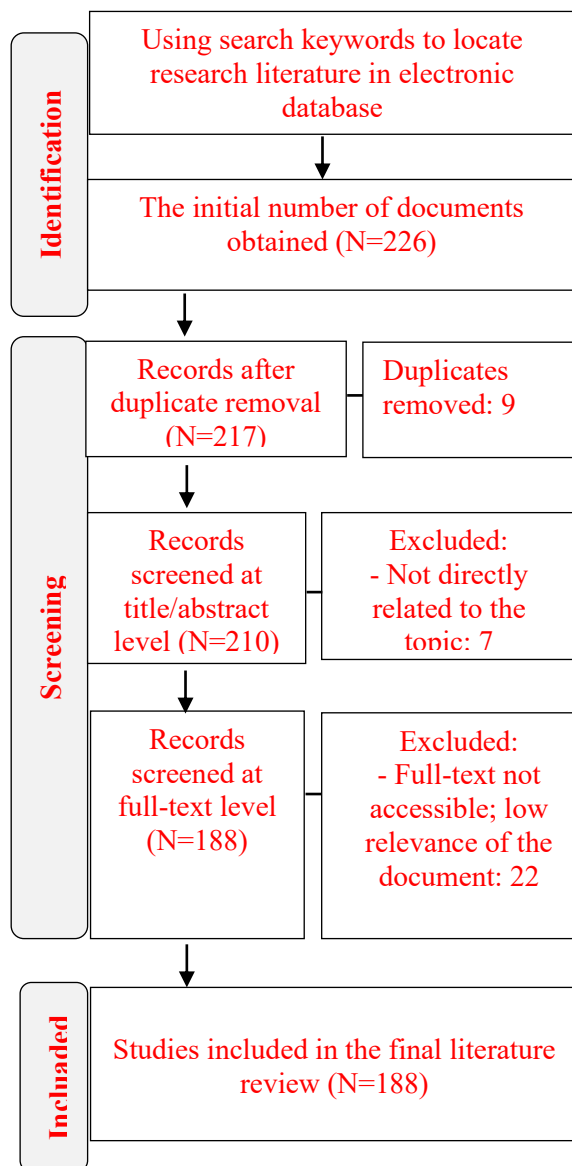 Identification
Using search keywords to locate
research literature in electronic
database
The initial number of documents
obtained (N=226)
Screening
Records after
duplicate removal
(N=217)
Duplicates
removed: 9
Records
screened at
title/abstract
level (N=210)
Excluded:
- Not directly
related to the
topic: 7
Records
screened at
full-text level
(N=188)
Excluded:
- Full-text not
accessible; low
relevance of the
document: 22
Incluaded
Studies included in the final literature
review (N=188)